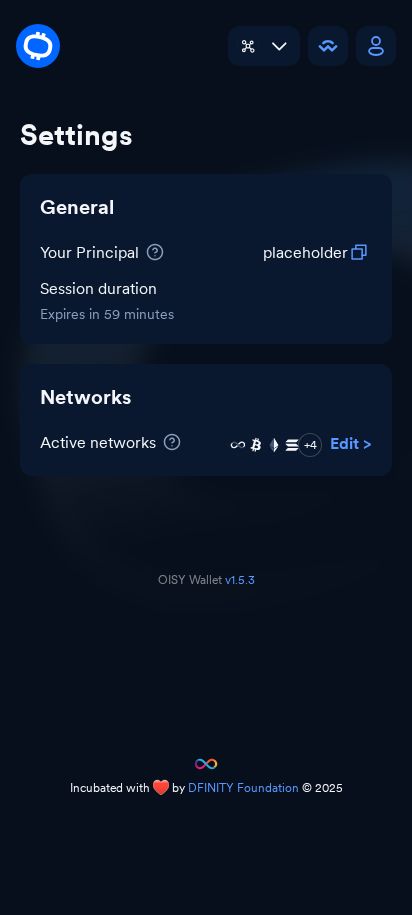 Settings
General
Your Principal
placeholder
Session duration
Expires in 59 minutes
Networks
Active networks
+4 Edit >
OISY Wallet v1.5.3
Incubated with ❤️ by DFINITY Foundation © 2025